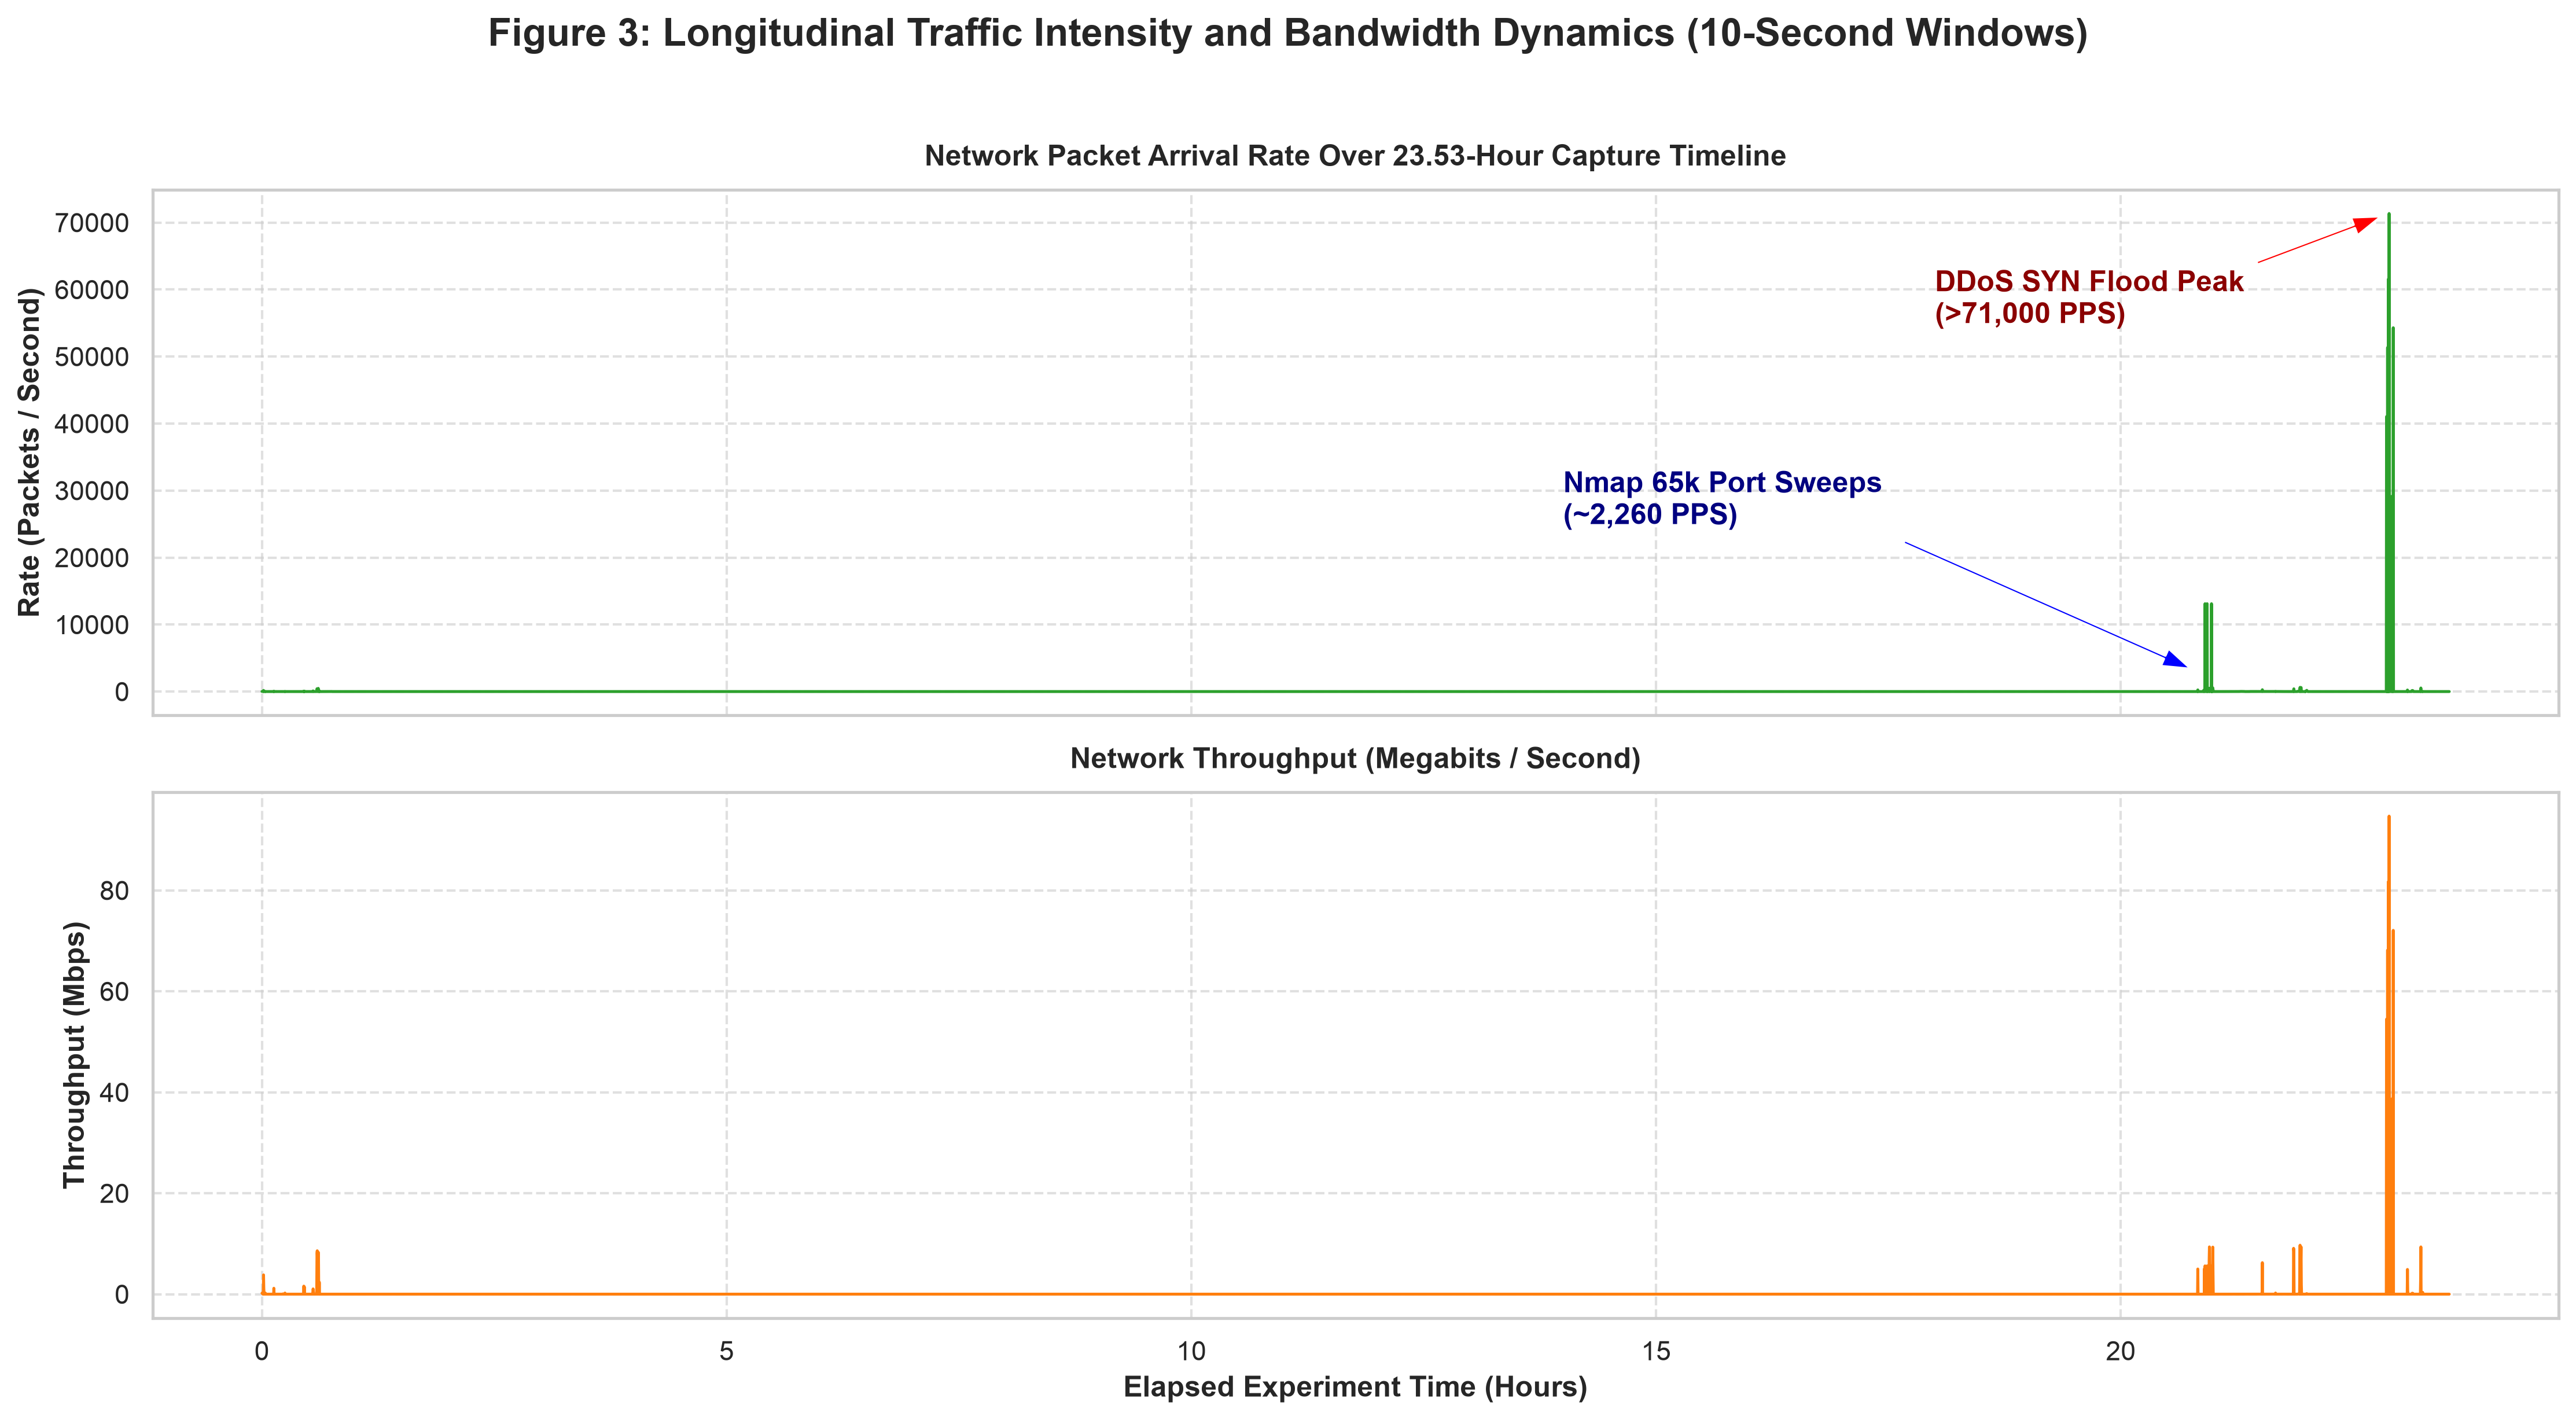 Figure 3: Longitudinal Traffic Intensity and Bandwidth Dynamics (10-Second Windows)
Network Packet Arrival Rate Over 23.53-Hour Capture Timeline
Rate (Packets / Second)
70000
60000
50000
40000
30000
20000
10000
0
DDoS SYN Flood Peak
(>71,000 PPS)
Nmap 65k Port Sweeps
(~2,260 PPS)
Network Throughput (Megabits / Second)
Throughput (Mbps)
80
60
40
20
0
0 5 10 15 20
Elapsed Experiment Time (Hours)